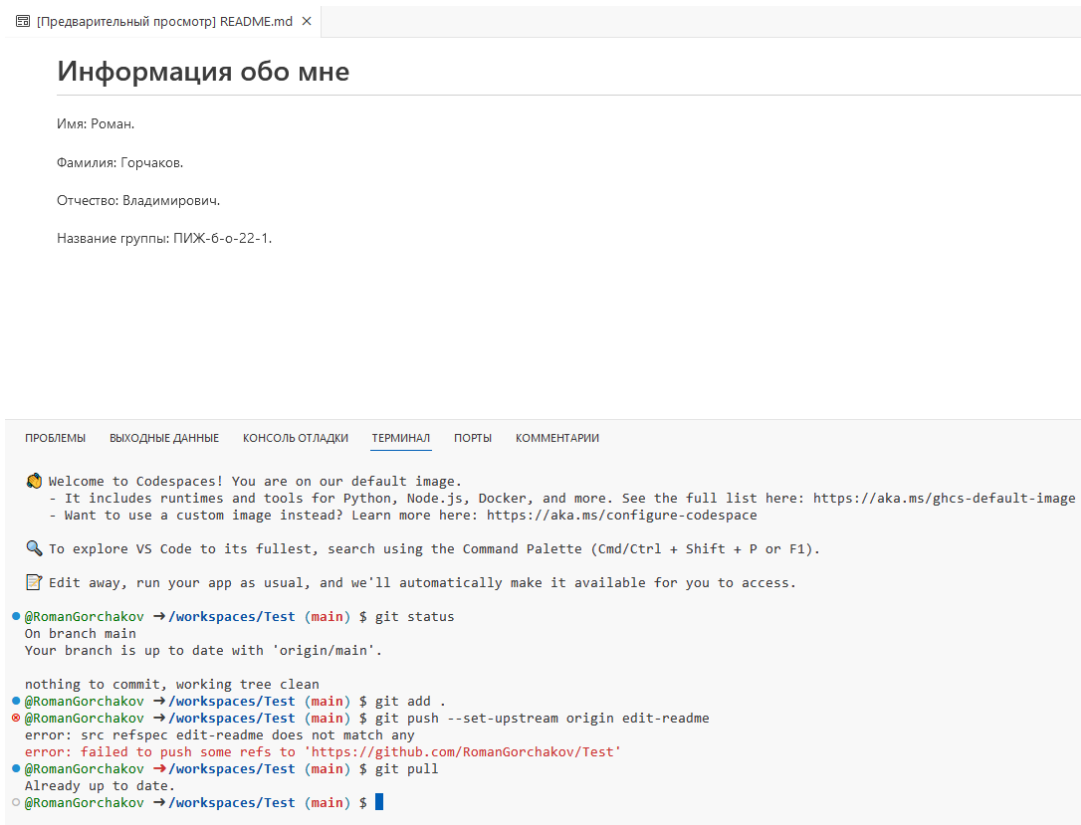 [Предварительный просмотр] README.md ×
Информация обо мне
Имя: Роман.
Фамилия: Горчаков.
Отчество: Владимирович.
Название группы: ПИЖ-б-о-22-1.
ПРОБЛЕМЫ ВЫХОДНЫЕ ДАННЫЕ КОНСОЛЬ ОТЛАДКИ ТЕРМИНАЛ ПОРТЫ КОММЕНТАРИИ
👋 Welcome to Codespaces! You are on our default image.
- It includes runtimes and tools for Python, Node.js, Docker, and more. See the full list here: https://aka.ms/ghcs-default-image
- Want to use a custom image instead? Learn more here: https://aka.ms/configure-codespace
🔍 To explore VS Code to its fullest, search using the Command Palette (Cmd/Ctrl + Shift + P or F1).
📝 Edit away, run your app as usual, and we'll automatically make it available for you to access.
@RomanGorchakov ➜ /workspaces/Test (main) $ git status
On branch main
Your branch is up to date with 'origin/main'.
nothing to commit, working tree clean
@RomanGorchakov ➜ /workspaces/Test (main) $ git add .
@RomanGorchakov ➜ /workspaces/Test (main) $ git push --set-upstream origin edit-readme
error: src refspec edit-readme does not match any
error: failed to push some refs to 'https://github.com/RomanGorchakov/Test'
@RomanGorchakov ➜ /workspaces/Test (main) $ git pull
Already up to date.
@RomanGorchakov ➜ /workspaces/Test (main) $